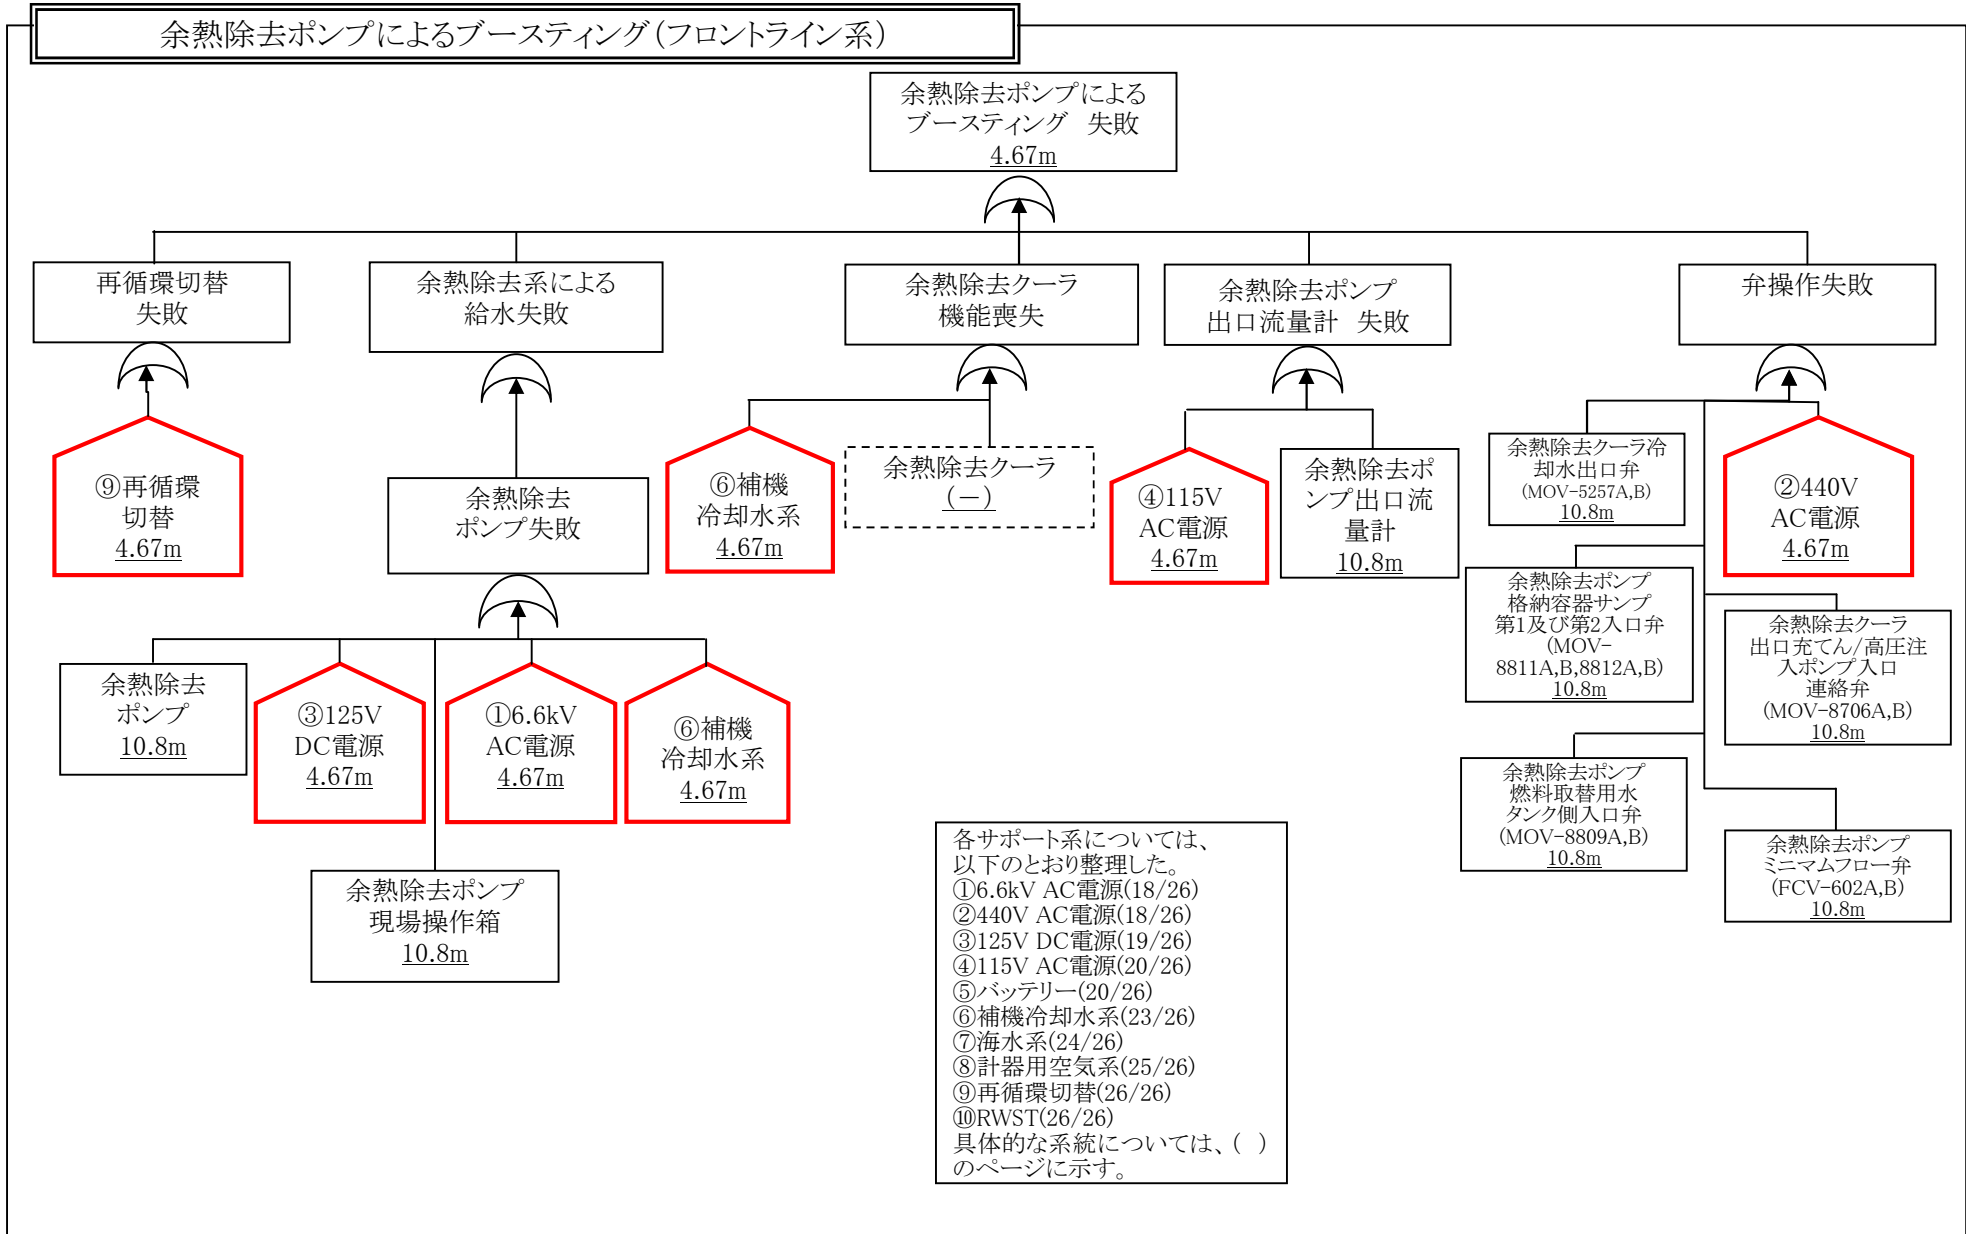 余熱除去ポンプによるブースティング(フロントライン系)
余熱除去ポンプによる
ブースティング 失敗
4.67m
再循環切替
失敗
余熱除去系による
給水失敗
余熱除去クーラ
機能喪失
余熱除去ポンプ
出口流量計 失敗
弁操作失敗
⑨再循環
切替
4.67m
余熱除去
ポンプ失敗
⑥補機
冷却水系
4.67m
余熱除去クーラ
(-)
④115V
AC電源
4.67m
余熱除去ポ
ンプ出口流
量計
10.8m
余熱除去クーラ冷
却水出口弁
(MOV-5257A,B)
10.8m
②440V
AC電源
4.67m
余熱除去ポンプ
格納容器サンプ
第1及び第2入口弁
(MOV-
8811A,B,8812A,B)
10.8m
余熱除去クーラ
出口充てん/高圧注
入ポンプ入口
連絡弁
(MOV-8706A,B)
10.8m
余熱除去
ポンプ
10.8m
③125V
DC電源
4.67m
①6.6kV
AC電源
4.67m
⑥補機
冷却水系
4.67m
余熱除去ポンプ
燃料取替用水
タンク側入口弁
(MOV-8809A,B)
10.8m
余熱除去ポンプ
ミニマムフロー弁
(FCV-602A,B)
10.8m
余熱除去ポンプ
現場操作箱
10.8m
各サポート系については、
以下のとおり整理した。
①6.6kV AC電源(18/26)
②440V AC電源(18/26)
③125V DC電源(19/26)
④115V AC電源(20/26)
⑤バッテリー(20/26)
⑥補機冷却水系(23/26)
⑦海水系(24/26)
⑧計器用空気系(25/26)
⑨再循環切替(26/26)
⑩RWST(26/26)
具体的な系統については、( )
のページに示す。